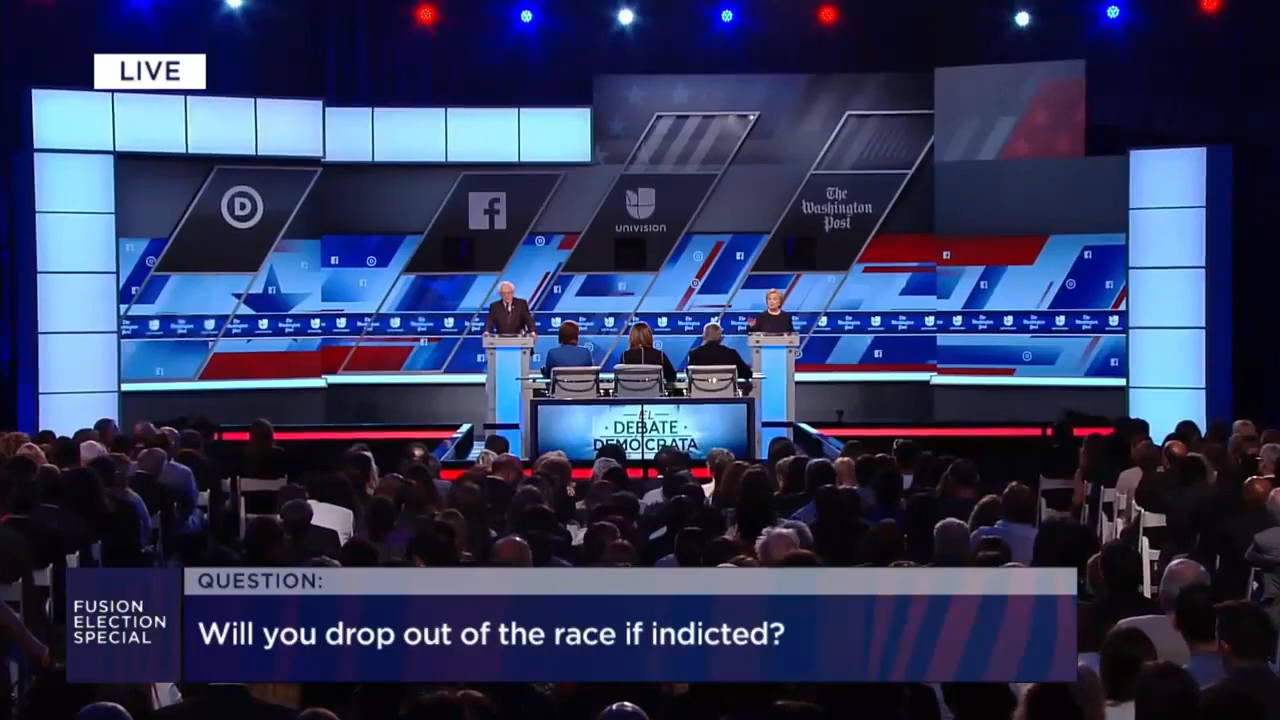 LIVE
D
f
UNIVISION
The
Washington
Post
EL
DEBATE
DEMÓCRATA
FUSION
ELECTION
SPECIAL
QUESTION:
Will you drop out of the race if indicted?